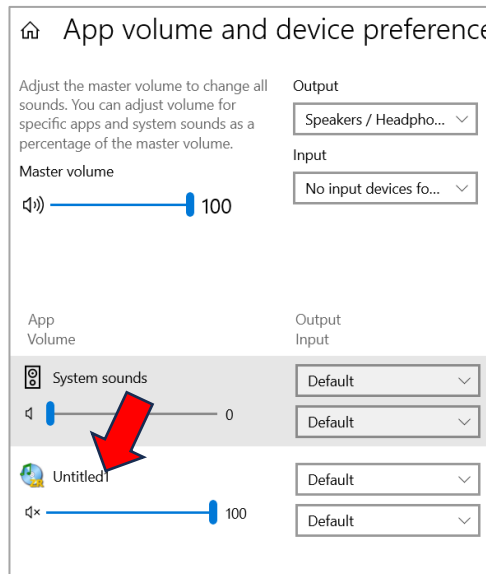 App volume and device preference
Adjust the master volume to change all
sounds. You can adjust volume for
specific apps and system sounds as a
percentage of the master volume.
Master volume
100
Output
Speakers / Headpho...
Input
No input devices fo...
App
Volume
Output
Input
System sounds
0
Default
Default
Untitled1
100
Default
Default